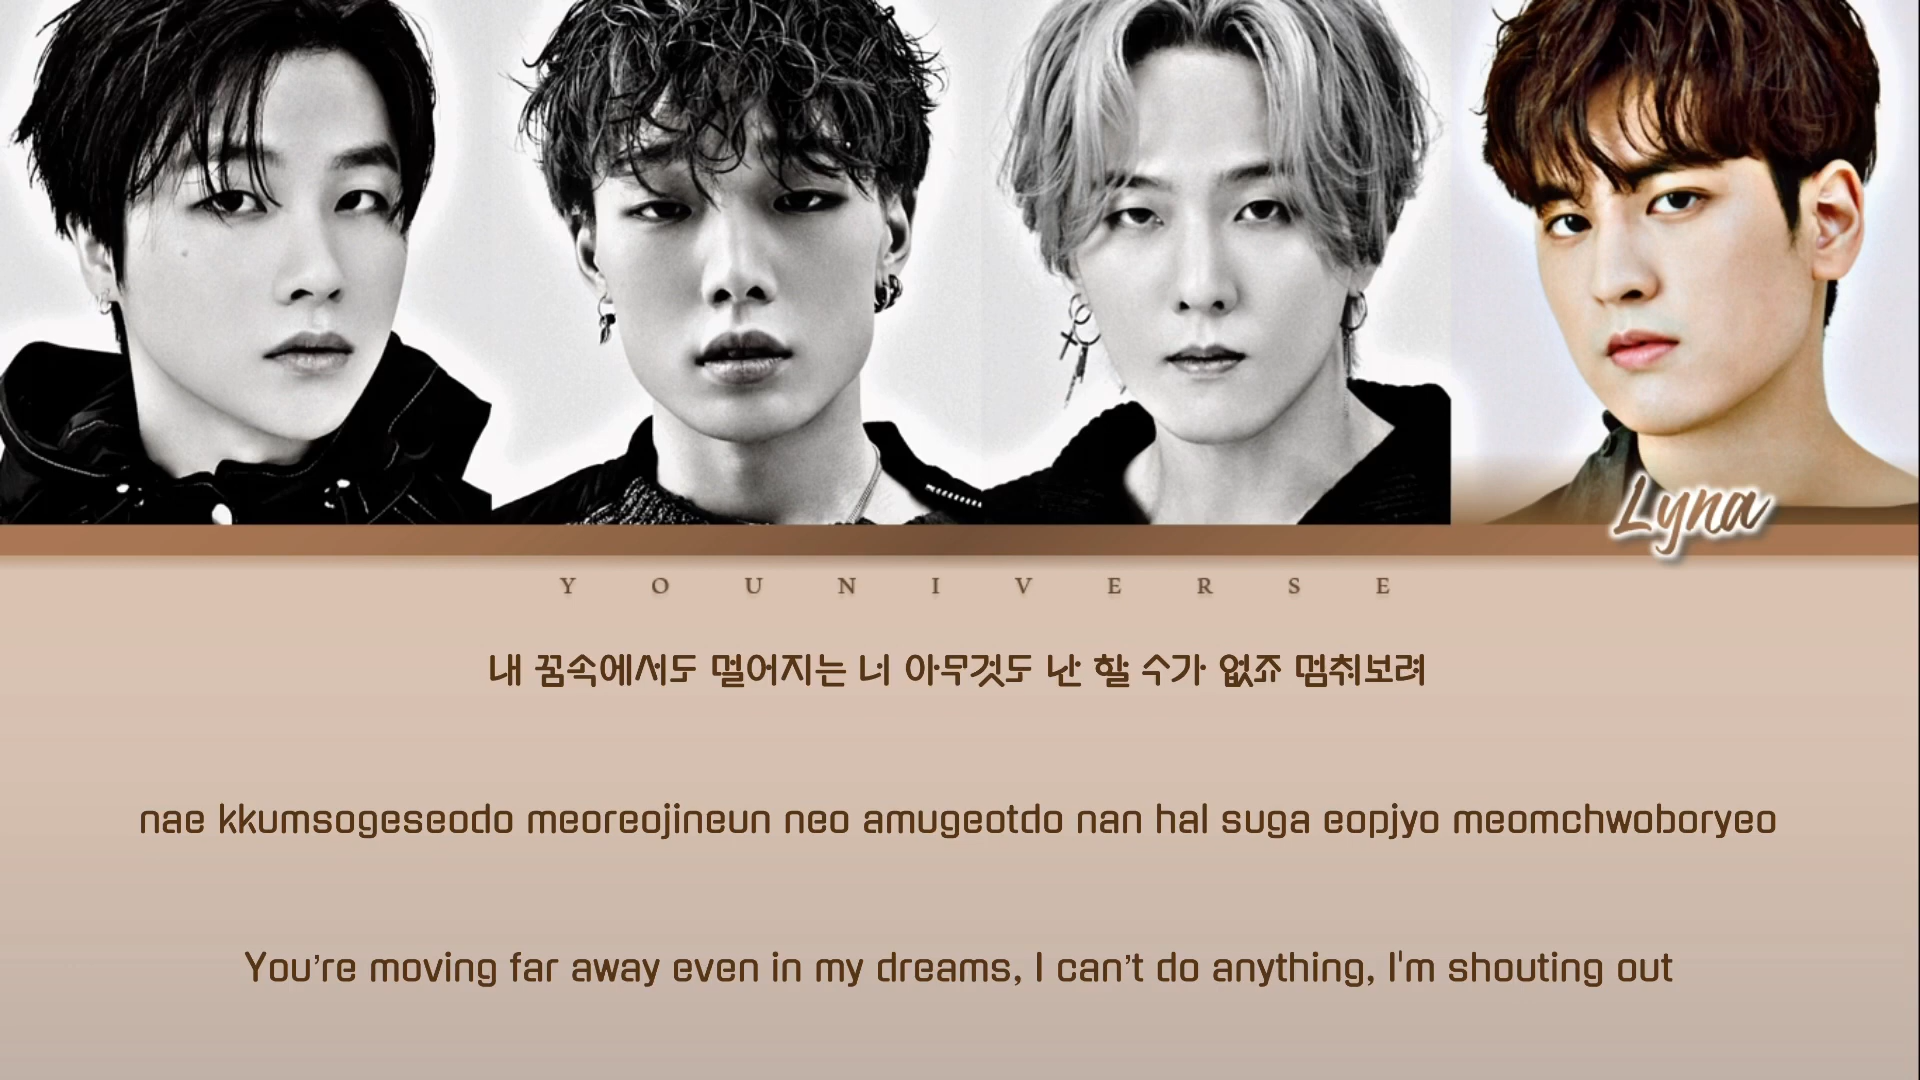 Lyna
YOUNIVERSE
내 꿈속에서도 멀어지는 너 아무것도 난 할 수가 없죠 멈춰보려
nae kkumsogeseodo meoreojineun neo amugeotdo nan hal suga eopjyo meomchwoboryeo
You’re moving far away even in my dreams, I can’t do anything, I'm shouting out